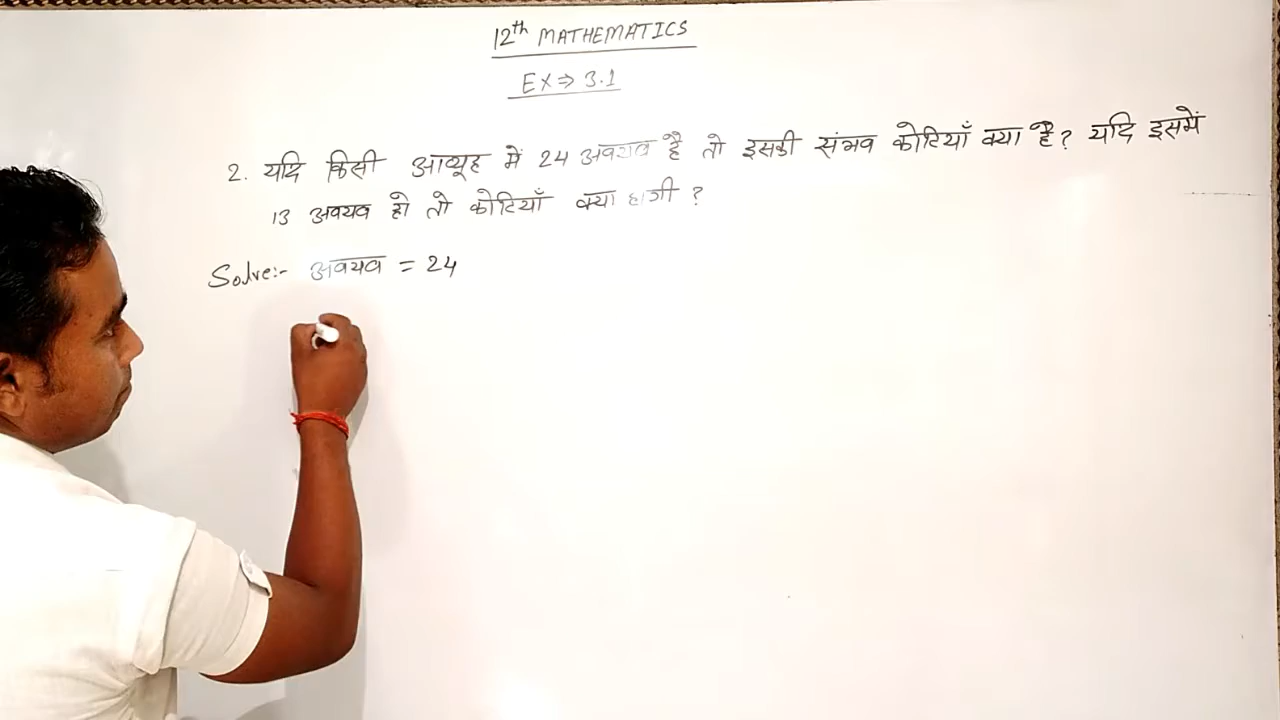 12th MATHEMATICS
EX⇒ 3.1
2. यदि किसी आव्यूह में 24 अवयव है तो इसकी संभव कोटियाँ क्या है? यदि इसमें
13 अवयव हो तो कोटियाँ क्या होगी ?
Solve:- अवयव = 24